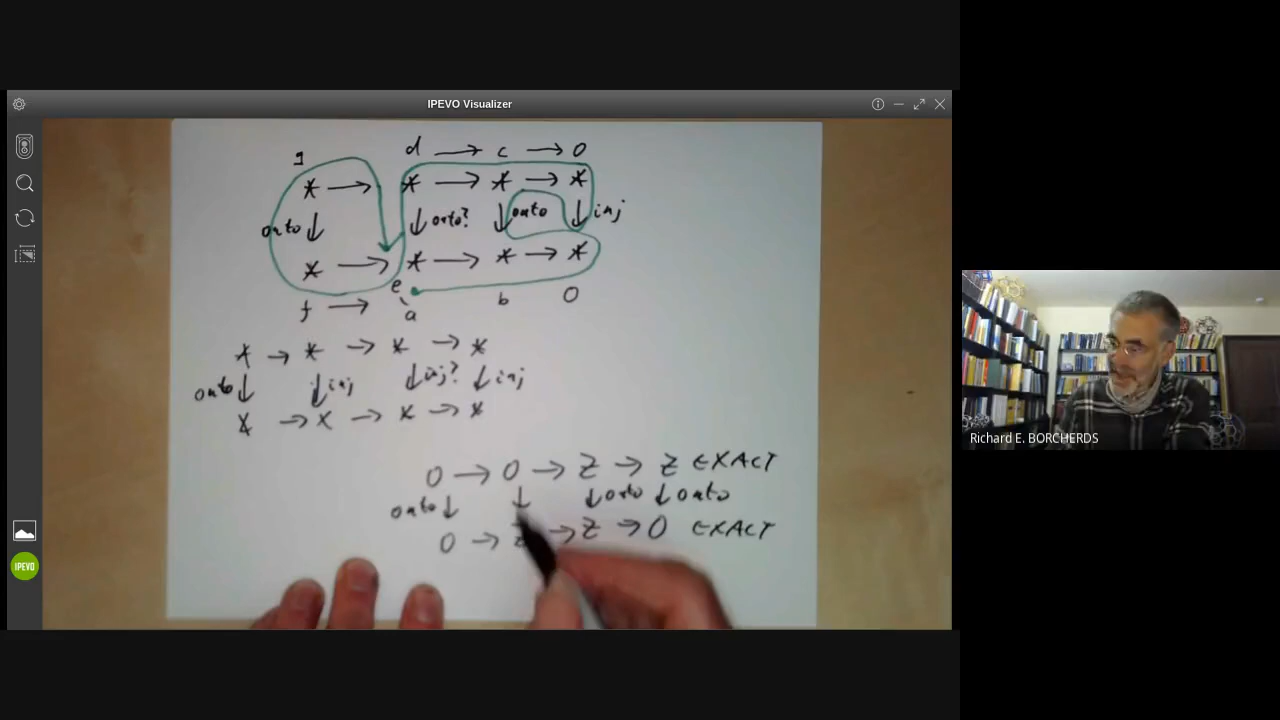 IPEVO Visualizer
g d → c → 0
* → * → * → *
onto ↓ ↓ onto? ↓ onto ↓ inj
* → * → * → *
f → e a b 0
* → * → * → *
onto ↓ ↓ inj ↓ inj? ↓ inj
* → * → * → *
Richard E. BORCHERDS
0 → 0 → Z → Z EXACT
onto ↓ ↓ ↓ onto ↓ onto
0 → Z → Z → 0 EXACT
IPEVO